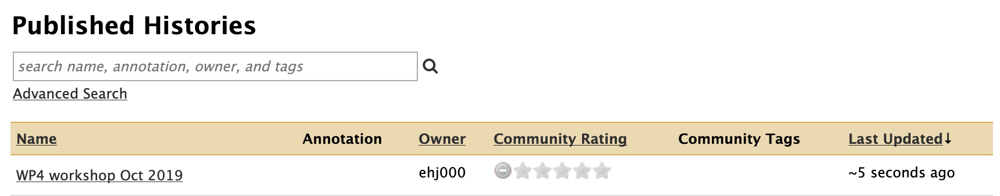 Published Histories
search name, annotation, owner, and tags
Advanced Search
Name Annotation Owner Community Rating Community Tags Last Updated↓
WP4 workshop Oct 2019 ehj000 ~5 seconds ago